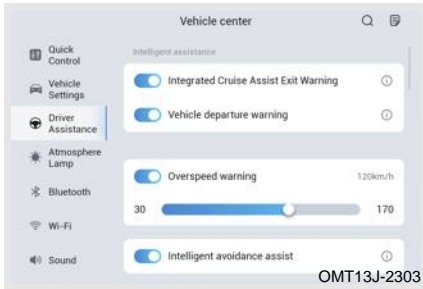 Vehicle center
Quick
Control
Vehicle
Settings
Driver
Assistance
Atmosphere
Lamp
Bluetooth
Wi-Fi
Sound
Intelligent assistance
Integrated Cruise Assist Exit Warning
Vehicle departure warning
Overspeed warning
120km/h
30
170
Intelligent avoidance assist
OMT13J-2303